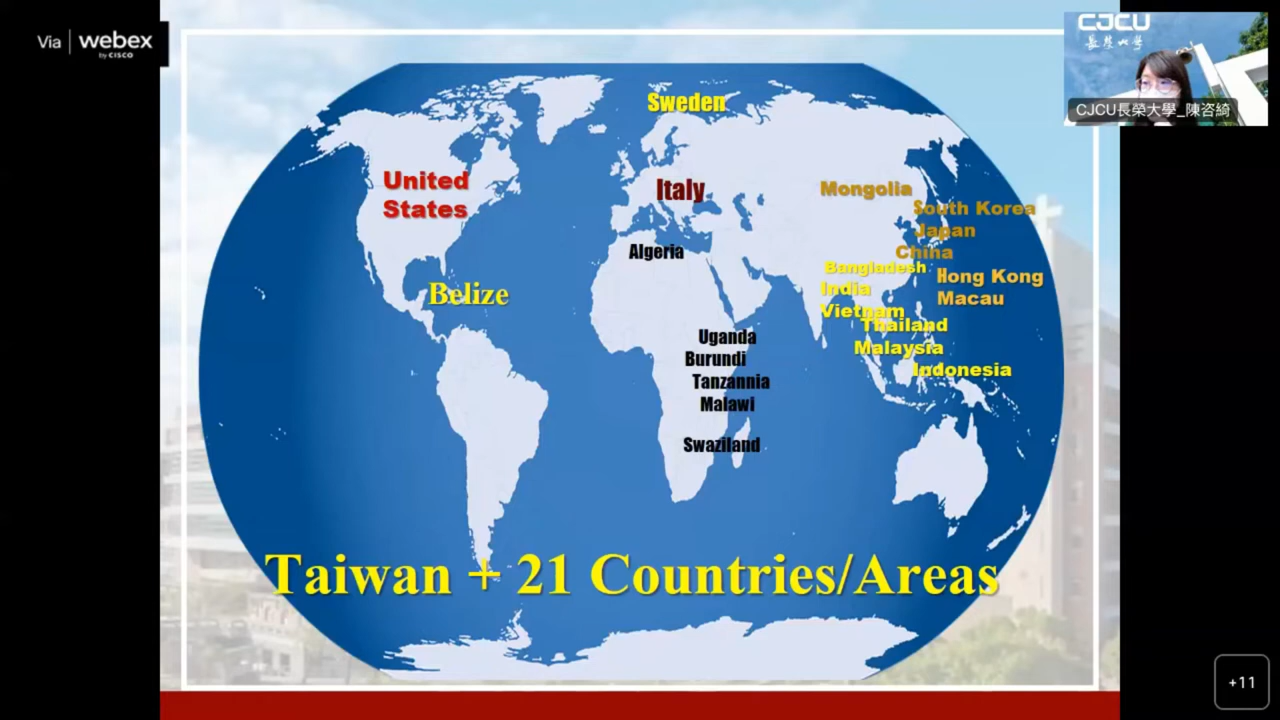 Via webex
by CISCO
CJCU
長榮大學
CJCU長榮大學_陳咨綺
Sweden
United
States
Italy
Mongolia
South Korea
Japan
Algeria
China
Bangladesh
Hong Kong
India
Belize
Macau
Vietnam
Thailand
Uganda
Malaysia
Burundi
Indonesia
Tanzannia
Malawi
Swaziland
Taiwan + 21 Countries/Areas
+11